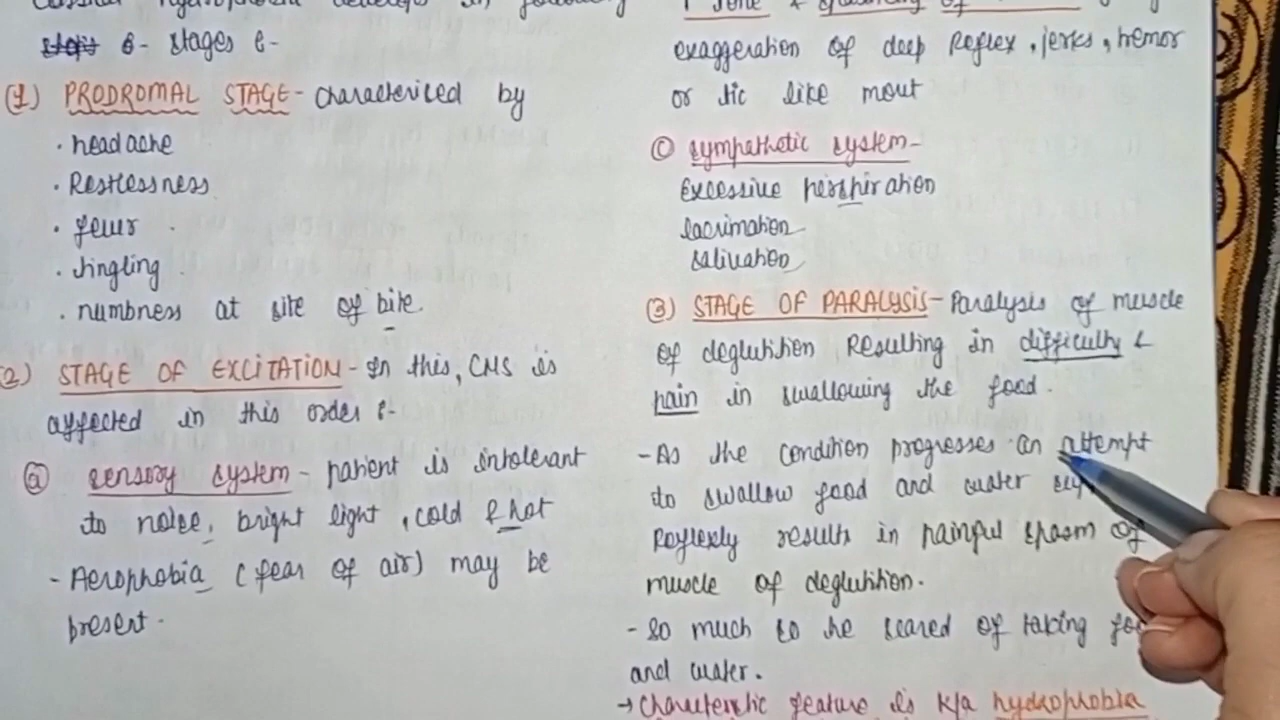 stages :-
(1) PRODROMAL STAGE - characterised by
· headache
· Restlessness
· fever
· tingling
· numbness at site of bite
(2) STAGE OF EXCITATION - In this, CNS is
affected in this order :-
(a) sensory system - patient is intolerant
to noise, bright light, cold & hot
- Aerophobia (fear of air) may be
present.
exaggeration of deep Reflex, jerks, tremor
or tic like mout
(c) sympathetic system -
Excessive perspiration
lacrimation
salivation
(3) STAGE OF PARALYSIS - Paralysis of muscle
of deglutition Resulting in difficulty &
pain in swallowing the food.
- As the condition progresses an attempt
to swallow food and water
Reflexly results in painful spasm of
muscle of deglutition.
- So much so he scared of taking
and water.
→ characteristic feature is k/a hydrophobia